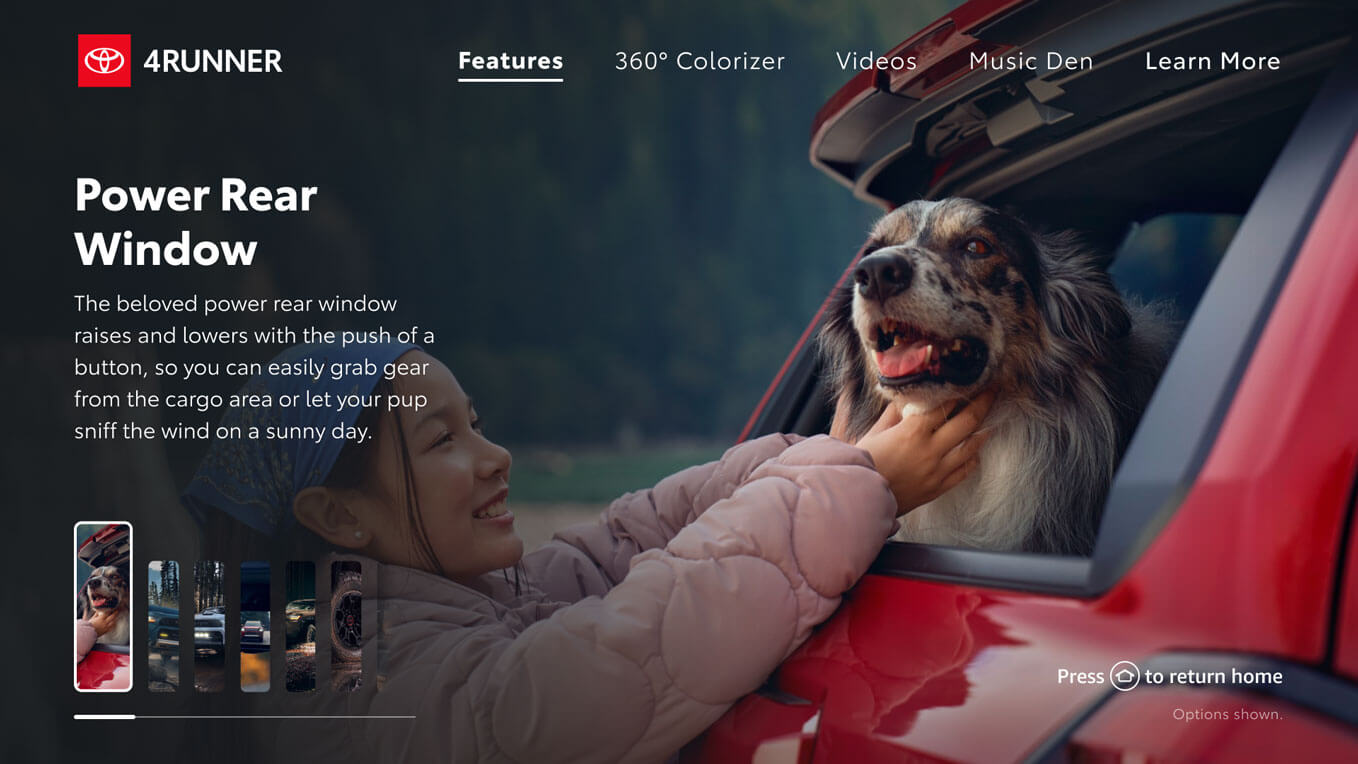 4RUNNER
Features
360° Colorizer
Videos
Music Den
Learn More
Power Rear
Window
The beloved power rear window
raises and lowers with the push of a
button, so you can easily grab gear
from the cargo area or let your pup
sniff the wind on a sunny day.
Press to return home
Options shown.